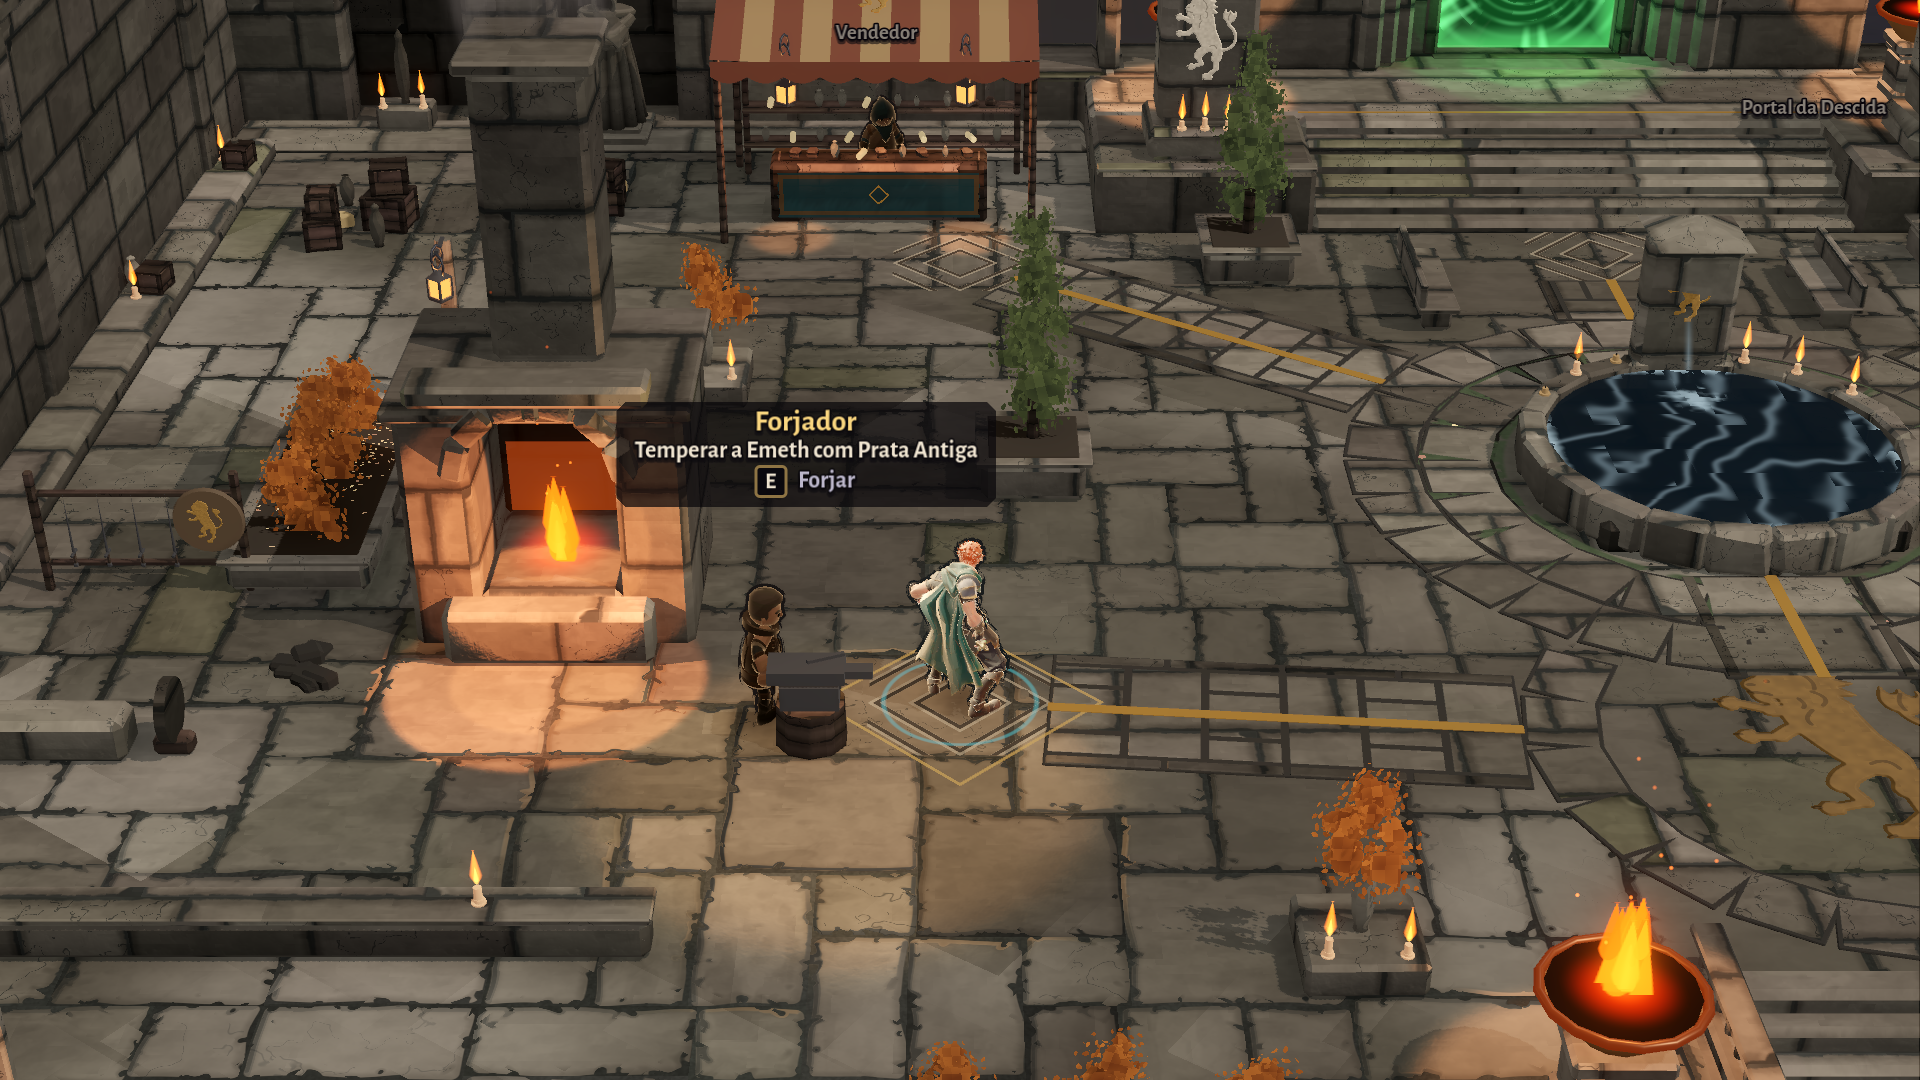 Vendedor
Portal da Descida
Forjador
Temperar a Emeth com Prata Antiga
E Forjar